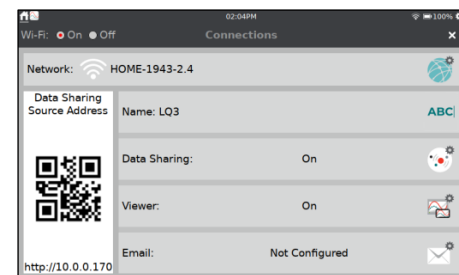 02:04PM 100%
Wi-Fi: On Off Connections
Network: HOME-1943-2.4
Data Sharing
Source Address
Name: LQ3 ABC
Data Sharing: On
Viewer: On
Email: Not Configured
http://10.0.0.170